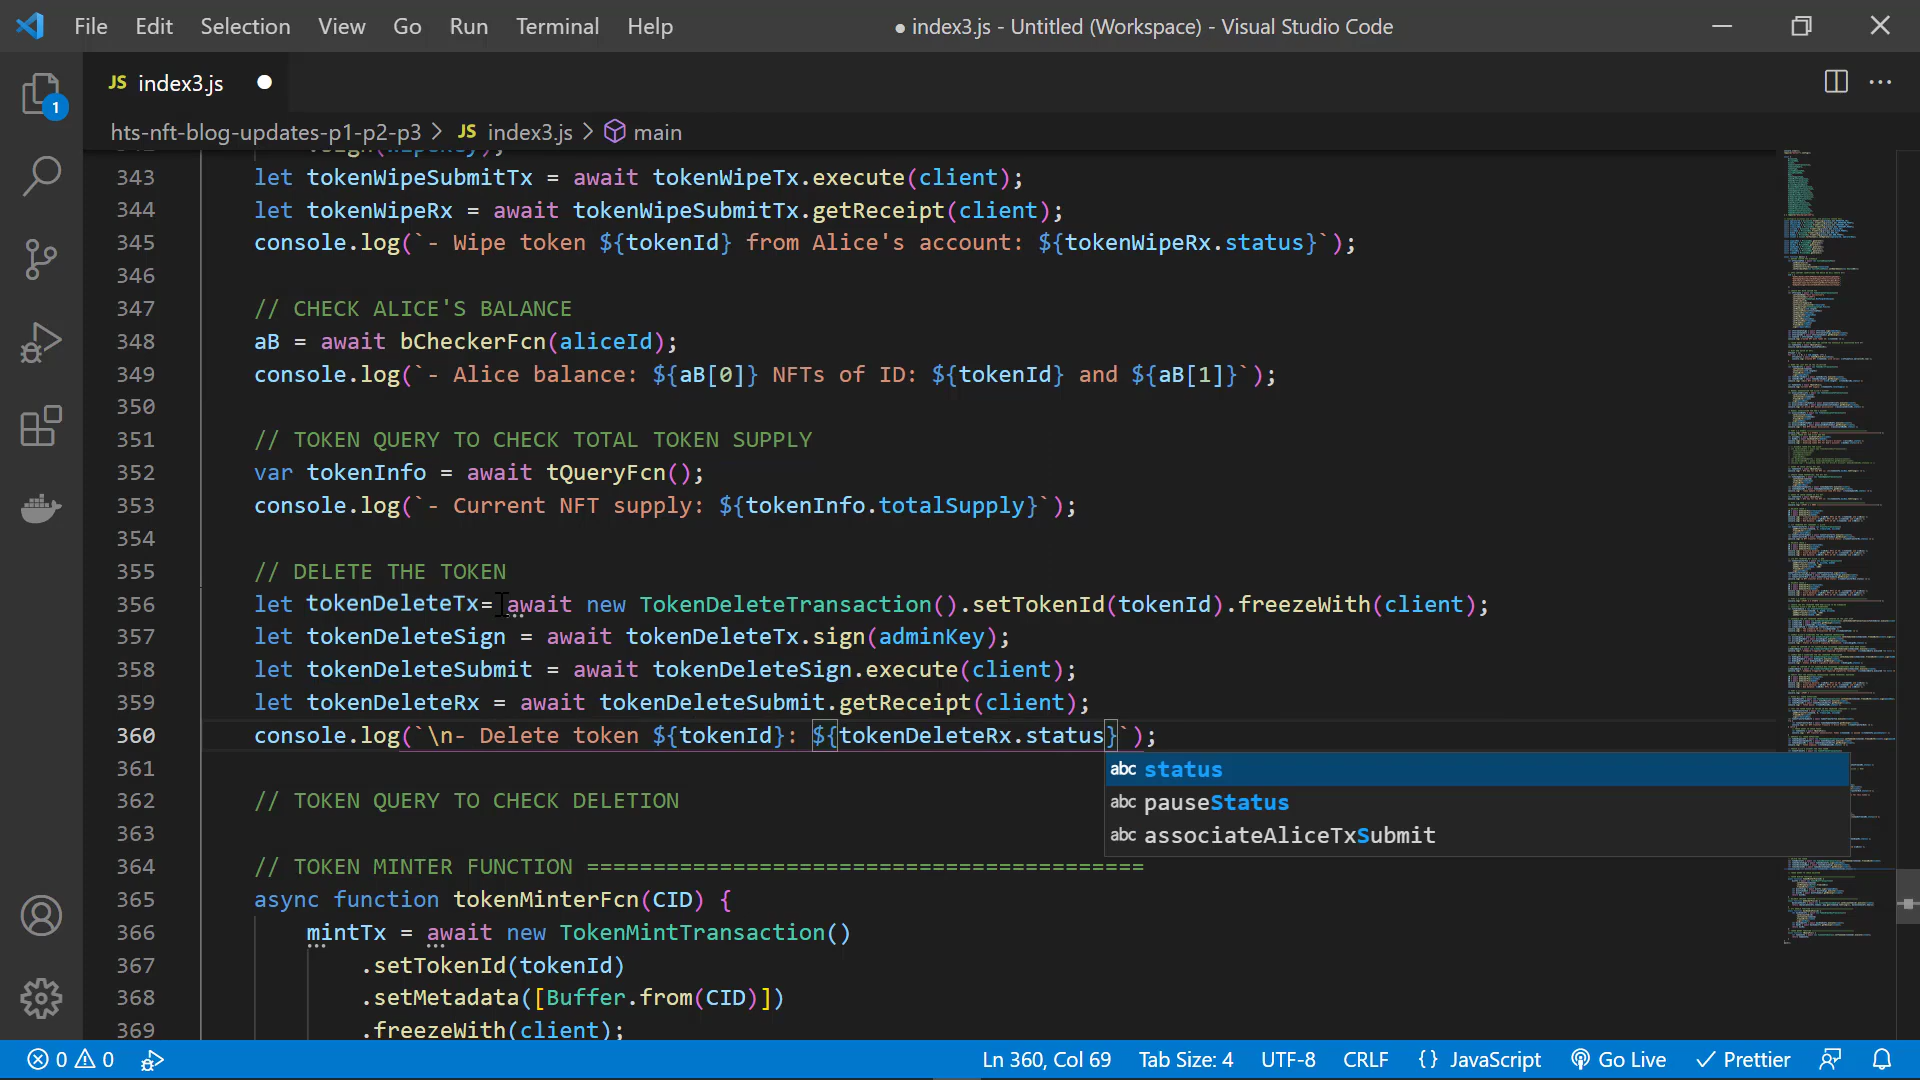 File Edit Selection View Go Run Terminal Help
● index3.js - Untitled (Workspace) - Visual Studio Code
JS index3.js ●
hts-nft-blog-updates-p1-p2-p3 > JS index3.js > main
1
343 let tokenWipeSubmitTx = await tokenWipeTx.execute(client);
344 let tokenWipeRx = await tokenWipeSubmitTx.getReceipt(client);
345 console.log(`- Wipe token ${tokenId} from Alice's account: ${tokenWipeRx.status}`);
346
347 // CHECK ALICE'S BALANCE
348 aB = await bCheckerFcn(aliceId);
349 console.log(`- Alice balance: ${aB[0]} NFTs of ID: ${tokenId} and ${aB[1]}`);
350
351 // TOKEN QUERY TO CHECK TOTAL TOKEN SUPPLY
352 var tokenInfo = await tQueryFcn();
353 console.log(`- Current NFT supply: ${tokenInfo.totalSupply}`);
354
355 // DELETE THE TOKEN
356 let tokenDeleteTx= await new TokenDeleteTransaction().setTokenId(tokenId).freezeWith(client);
357 let tokenDeleteSign = await tokenDeleteTx.sign(adminKey);
358 let tokenDeleteSubmit = await tokenDeleteSign.execute(client);
359 let tokenDeleteRx = await tokenDeleteSubmit.getReceipt(client);
360 console.log(`\n- Delete token ${tokenId}: ${tokenDeleteRx.status}`);
361
abc status
362 // TOKEN QUERY TO CHECK DELETION
abc pauseStatus
363
abc associateAliceTxSubmit
364 // TOKEN MINTER FUNCTION ==========================================
365 async function tokenMinterFcn(CID) {
366 mintTx = await new TokenMintTransaction()
367 .setTokenId(tokenId)
368 .setMetadata([Buffer.from(CID)])
369 .freezeWith(client);
0 0 Ln 360, Col 69 Tab Size: 4 UTF-8 CRLF {} JavaScript Go Live Prettier